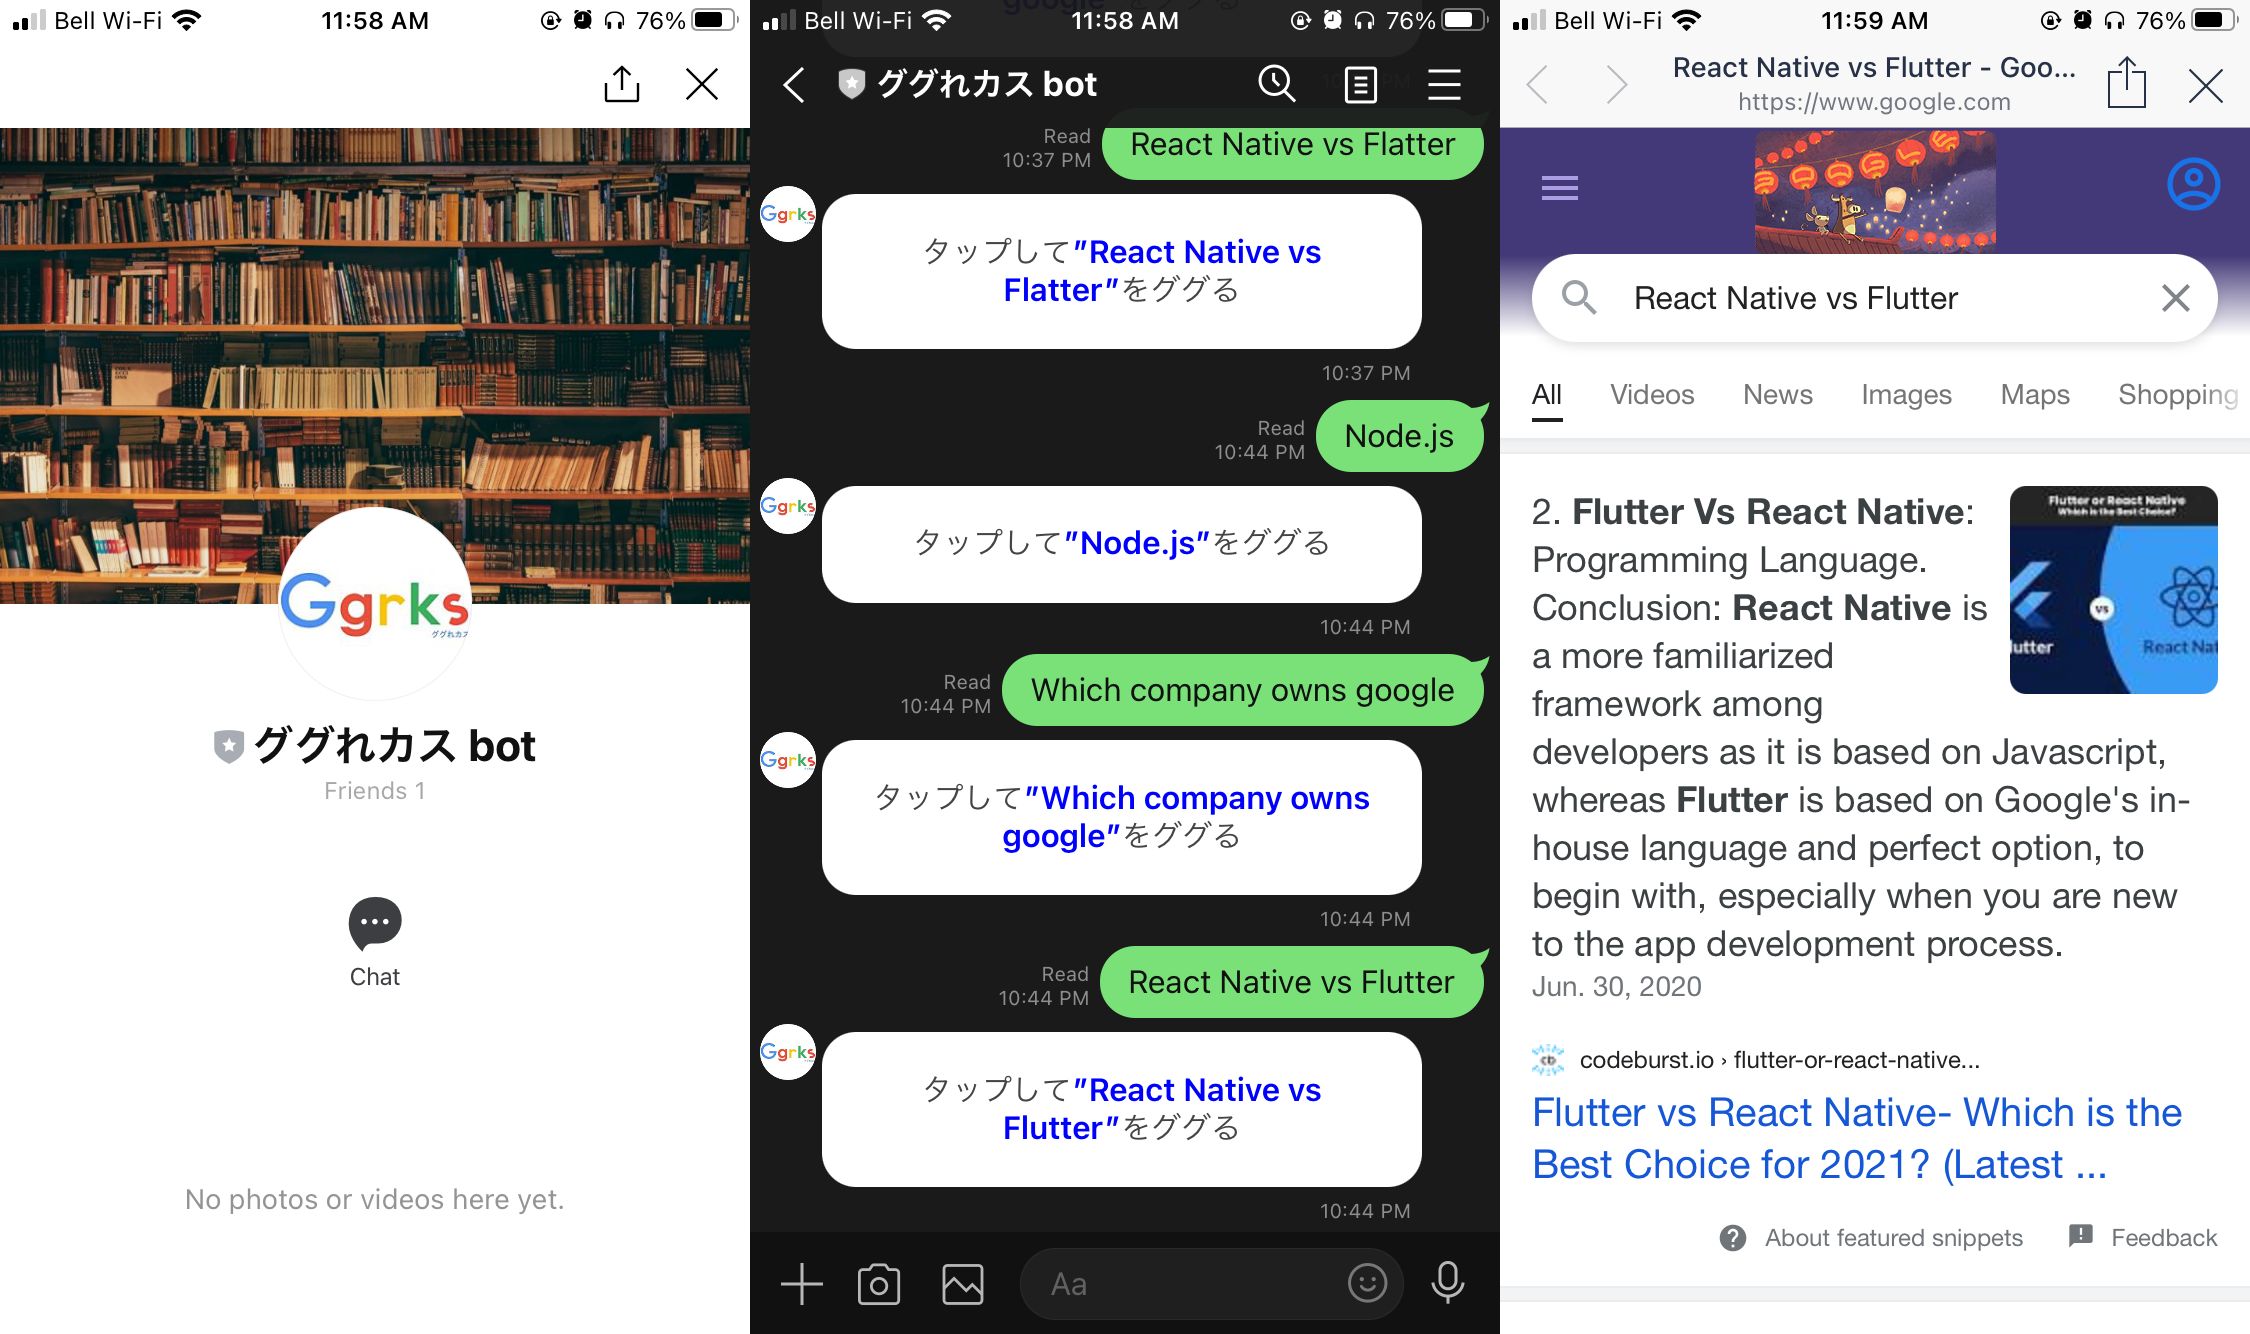 Bell Wi-Fi
11:58 AM
76%
Ggrks
ググれカス
ググれカス bot
Friends 1
Chat
No photos or videos here yet.
Bell Wi-Fi
11:58 AM
76%
ググれカス bot
Read
10:37 PM
React Native vs Flatter
Ggrks
タップして"React Native vs
Flatter"をググる
10:37 PM
Read
10:44 PM
Node.js
Ggrks
タップして"Node.js"をググる
10:44 PM
Read
10:44 PM
Which company owns google
Ggrks
タップして"Which company owns
google"をググる
10:44 PM
Read
10:44 PM
React Native vs Flutter
Ggrks
タップして"React Native vs
Flutter"をググる
10:44 PM
Aa
Bell Wi-Fi
11:59 AM
76%
React Native vs Flutter - Goo...
https://www.google.com
React Native vs Flutter
All Videos News Images Maps Shopping
2. Flutter Vs React Native:
Programming Language.
Conclusion: React Native is
a more familiarized
framework among
developers as it is based on Javascript,
whereas Flutter is based on Google's in-
house language and perfect option, to
begin with, especially when you are new
to the app development process.
Jun. 30, 2020
Flutter or React Native
Which is the Best Choice?
vs
lutter
React Nat
cb
codeburst.io › flutter-or-react-native...
Flutter vs React Native- Which is the
Best Choice for 2021? (Latest ...
About featured snippets
Feedback